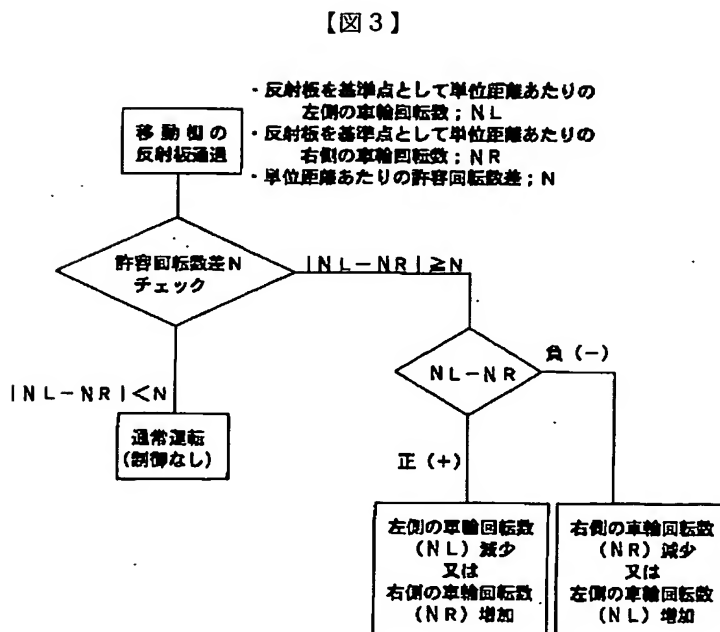 【図3】
・反射板を基準点として単位距離あたりの
左側の車輪回転数；NL
・反射板を基準点として単位距離あたりの
右側の車輪回転数；NR
・単位距離あたりの許容回転数差；N
移動棚の
反射板通過
許容回転数差N
チェック
|NL－NR|≧N
|NL－NR|＜N
通常運転
(制御なし)
NL－NR
負（－）
正（＋）
左側の車輪回転数
（NL）減少
又は
右側の車輪回転数
（NR）増加
右側の車輪回転数
（NR）減少
又は
左側の車輪回転数
（NL）増加